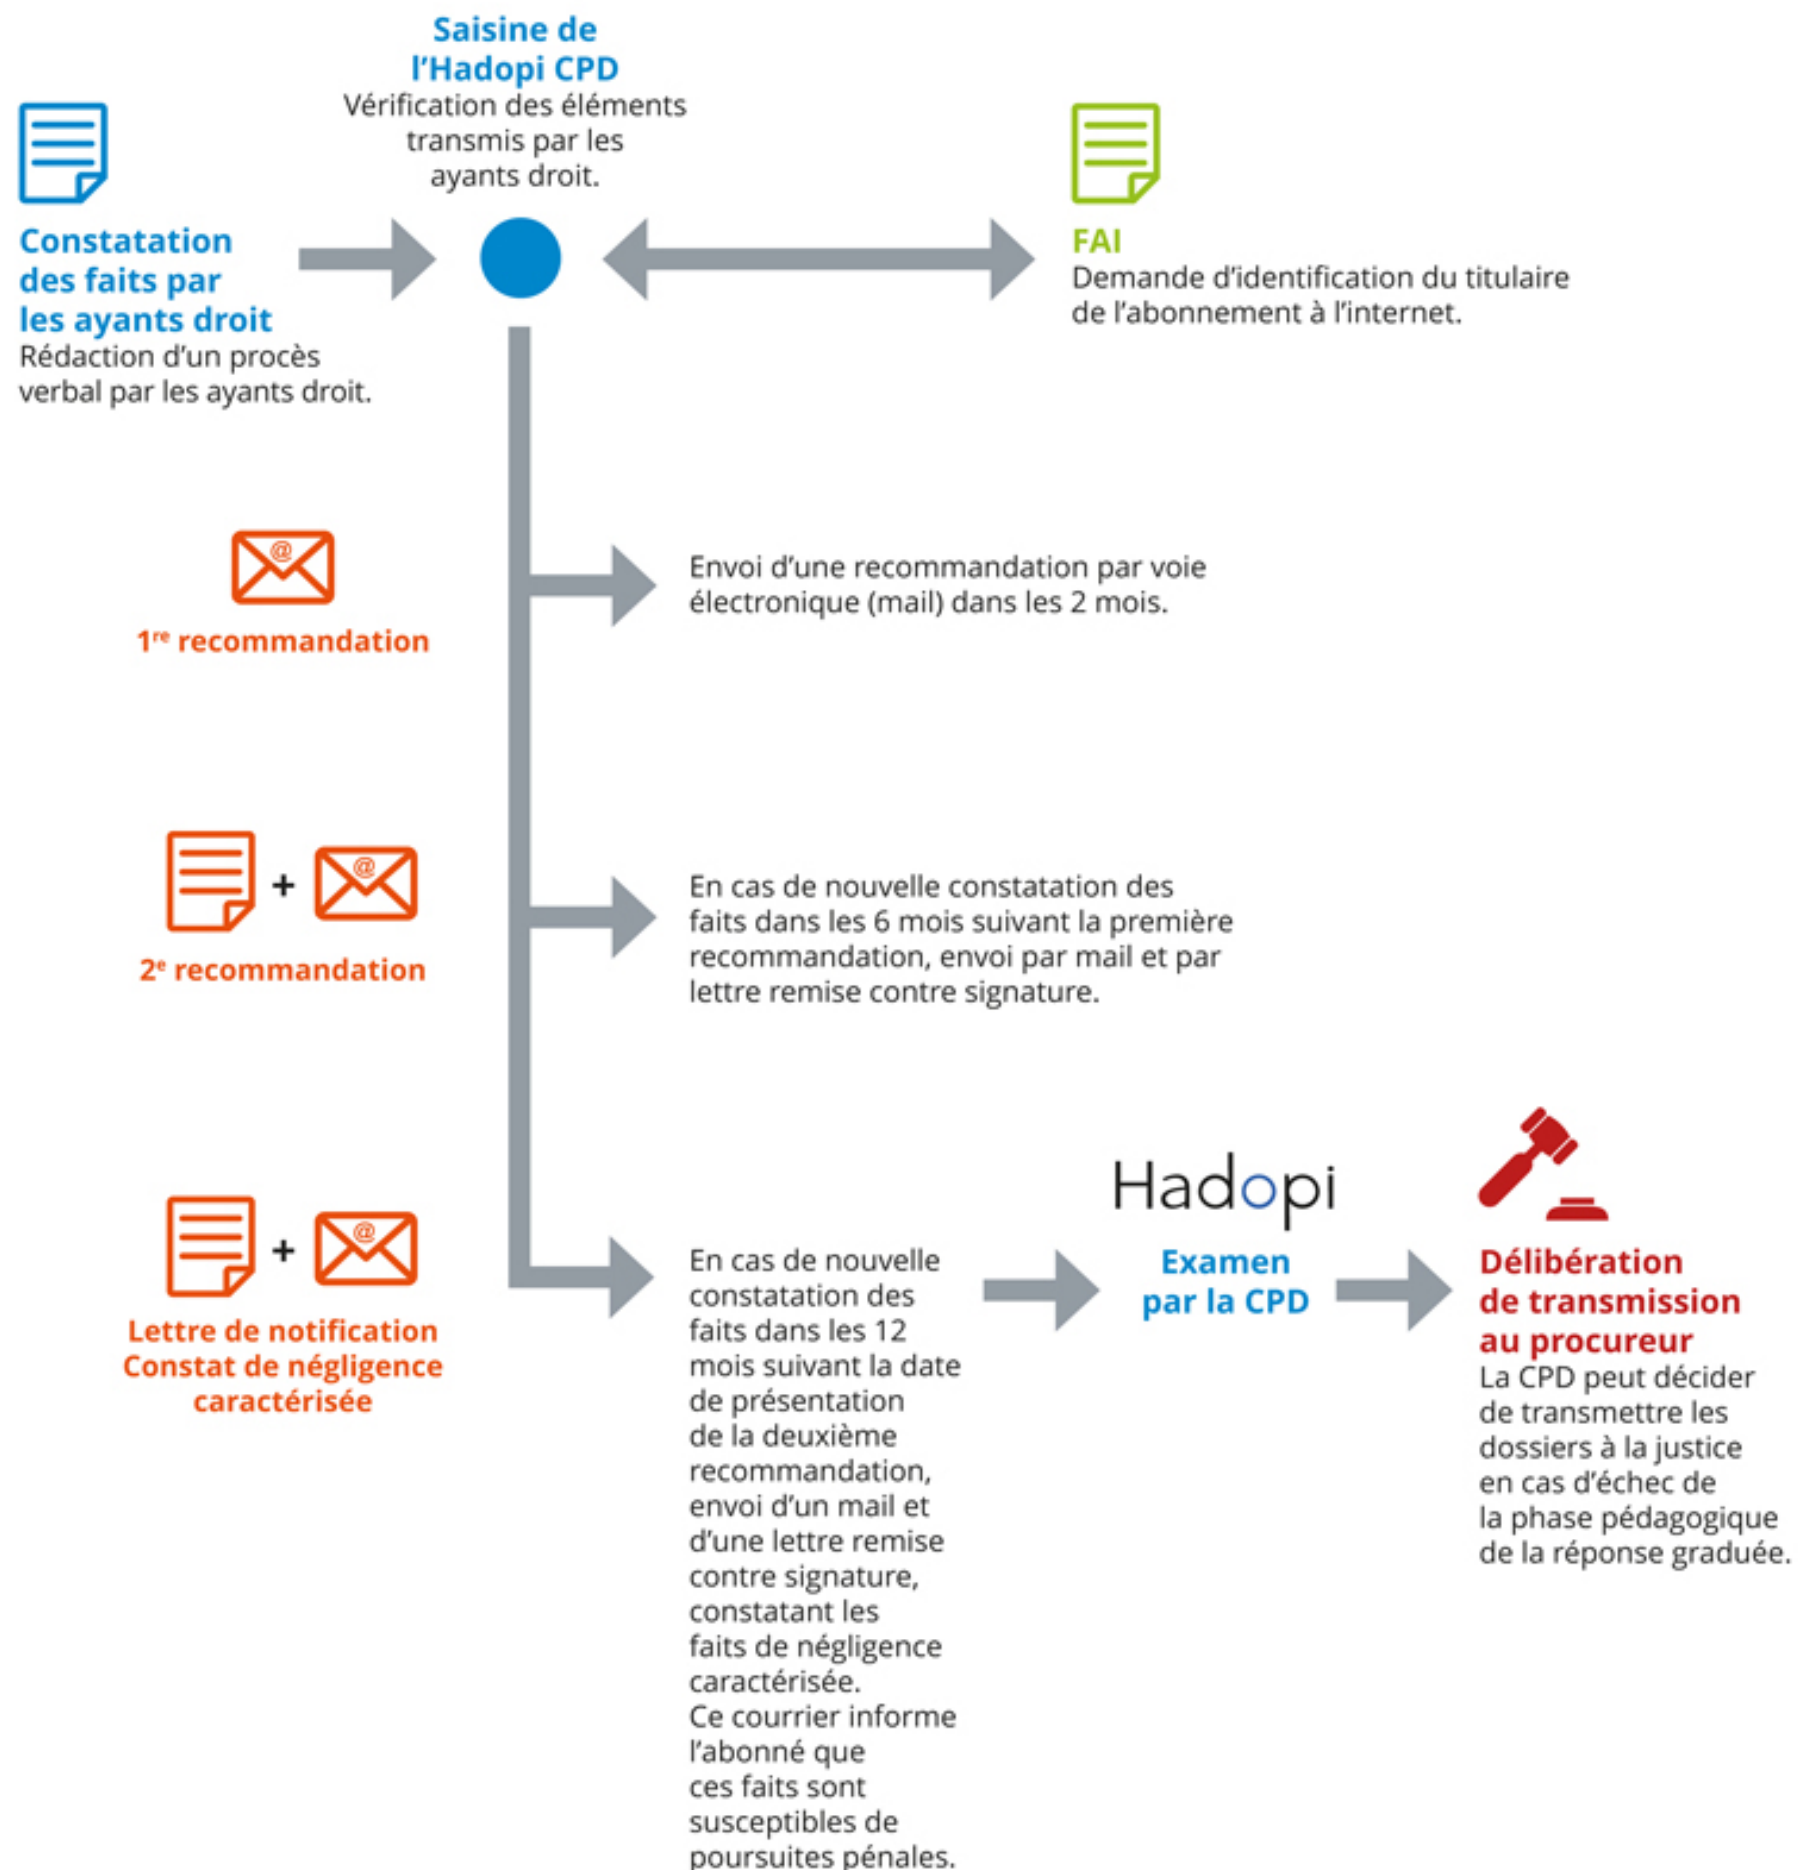 Saisine de
l'Hadopi CPD
Vérification des éléments
transmis par les
ayants droit.
Constatation
des faits par
les ayants droit
Rédaction d'un procès
verbal par les ayants droit.
FAI
Demande d'identification du titulaire
de l'abonnement à l'internet.
@
1re recommandation
Envoi d'une recommandation par voie
électronique (mail) dans les 2 mois.
+ @
2e recommandation
En cas de nouvelle constatation des
faits dans les 6 mois suivant la première
recommandation, envoi par mail et par
lettre remise contre signature.
+ @
Lettre de notification
Constat de négligence
caractérisée
En cas de nouvelle
constatation des
faits dans les 12
mois suivant la date
de présentation
de la deuxième
recommandation,
envoi d'un mail et
d'une lettre remise
contre signature,
constatant les
faits de négligence
caractérisée.
Ce courrier informe
l'abonné que
ces faits sont
susceptibles de
poursuites pénales.
Hadopi
Examen
par la CPD
Délibération
de transmission
au procureur
La CPD peut décider
de transmettre les
dossiers à la justice
en cas d'échec de
la phase pédagogique
de la réponse graduée.